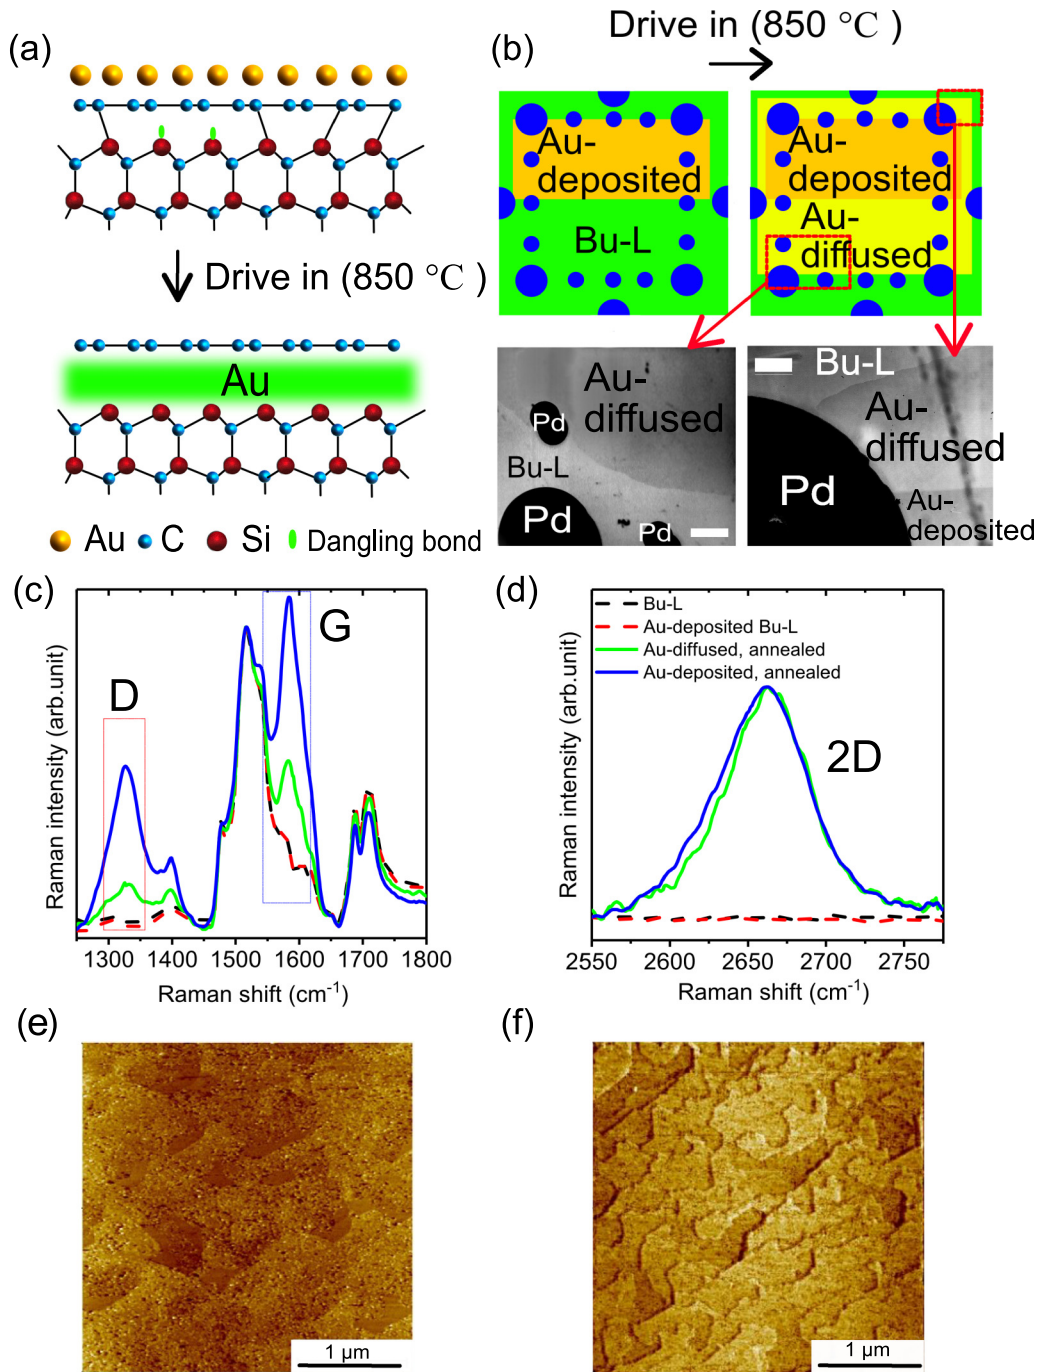 (a)
Drive in (850 °C )
Au
Au C Si Dangling bond
(b)
Drive in (850 °C )
Au-
deposited
Bu-L
Au-
deposited
Au-
diffused
Au-
diffused
Pd
Bu-L
Pd
Pd
Bu-L
Au-
diffused
Pd
Au-
deposited
(c)
D
G
Raman intensity (arb.unit)
1300 1400 1500 1600 1700 1800
Raman shift (cm⁻¹)
(d)
Bu-L
Au-deposited Bu-L
Au-diffused, annealed
Au-deposited, annealed
2D
Raman intensity (arb.unit)
2550 2600 2650 2700 2750
Raman shift (cm⁻¹)
(e)
1 µm
(f)
1 µm